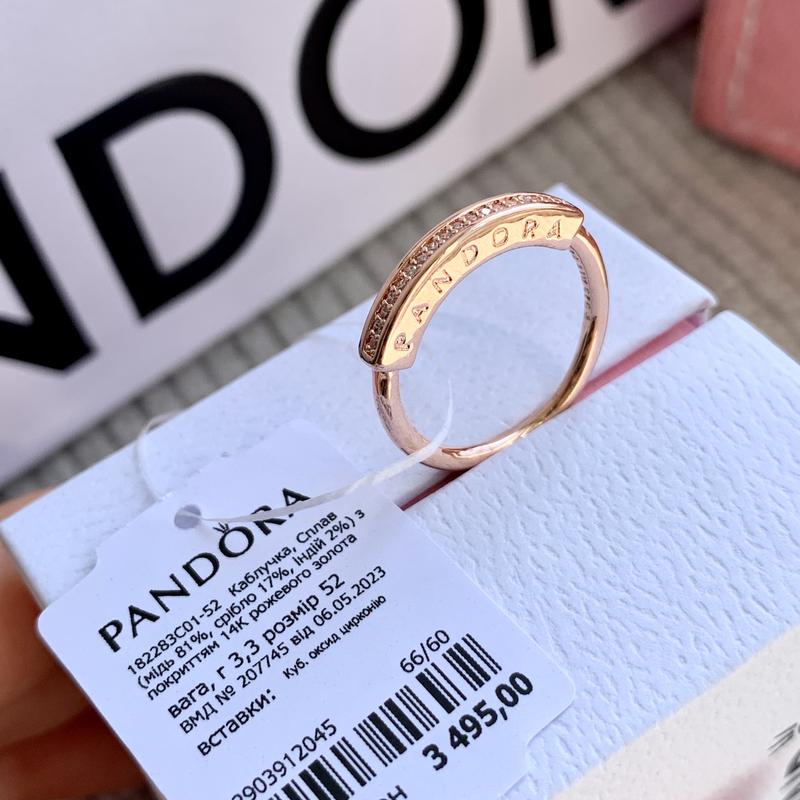 NDOR
PANDORA
PANDORA
182283C01-52 Каблучка, Сплав
(мідь 81%, срібло 17%, індій 2%) з
покриттям 14К рожевого золота
вага, г 3,3 розмір 52
ВМД № 207745 від 06.05.2023
вставки: Куб. оксид цирконію
66/60
2903912045
3 495,00